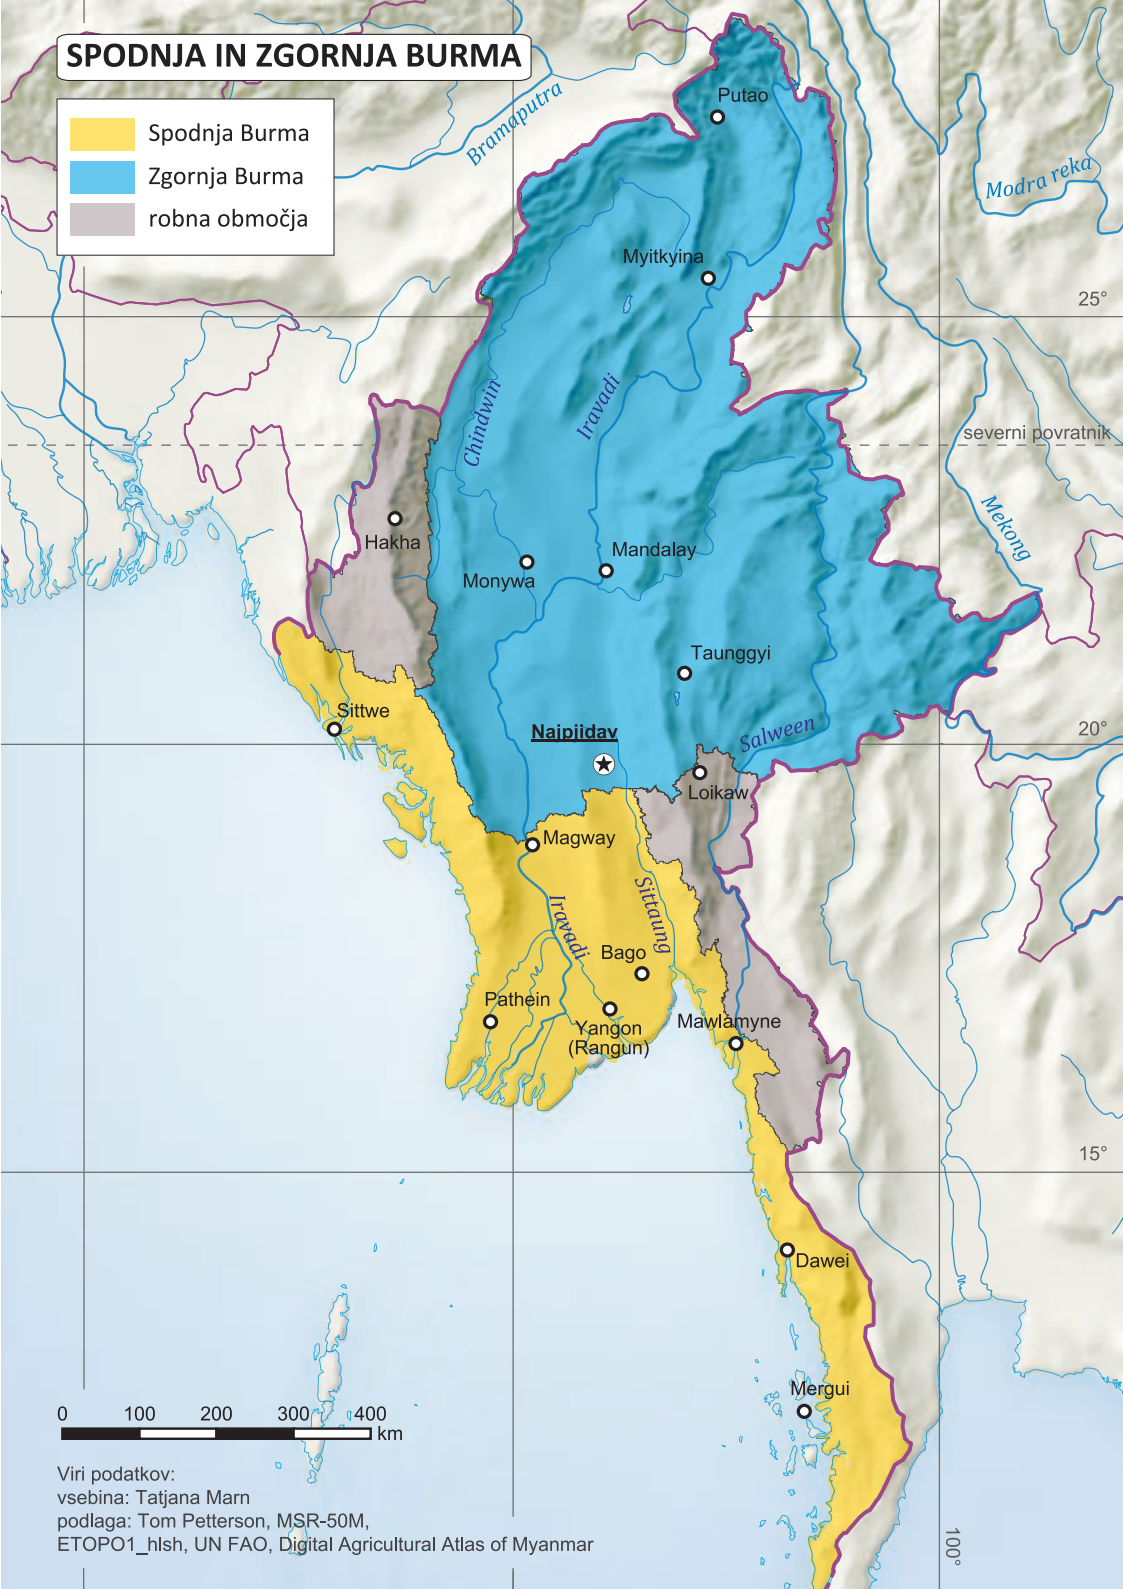 SPODNJA IN ZGORNJA BURMA
Spodnja Burma
Zgornja Burma
robna območja
Bramaputra
Putao
Modra reka
Myitkyina
25°
Chindwin
Iravadi
severni povratnik
Mekong
Hakha
Monywa
Mandalay
Taunggyi
Sittwe
Najpjidav
Salween
20°
Loikaw
Magway
Iravadi
Sittaung
Bago
Pathein
Yangon
(Rangun)
Mawlamyne
15°
Dawei
Mergui
0 100 200 300 400
km
Viri podatkov:
vsebina: Tatjana Marn
podlaga: Tom Petterson, MSR-50M,
ETOPO1_hlsh, UN FAO, Digital Agricultural Atlas of Myanmar
100°